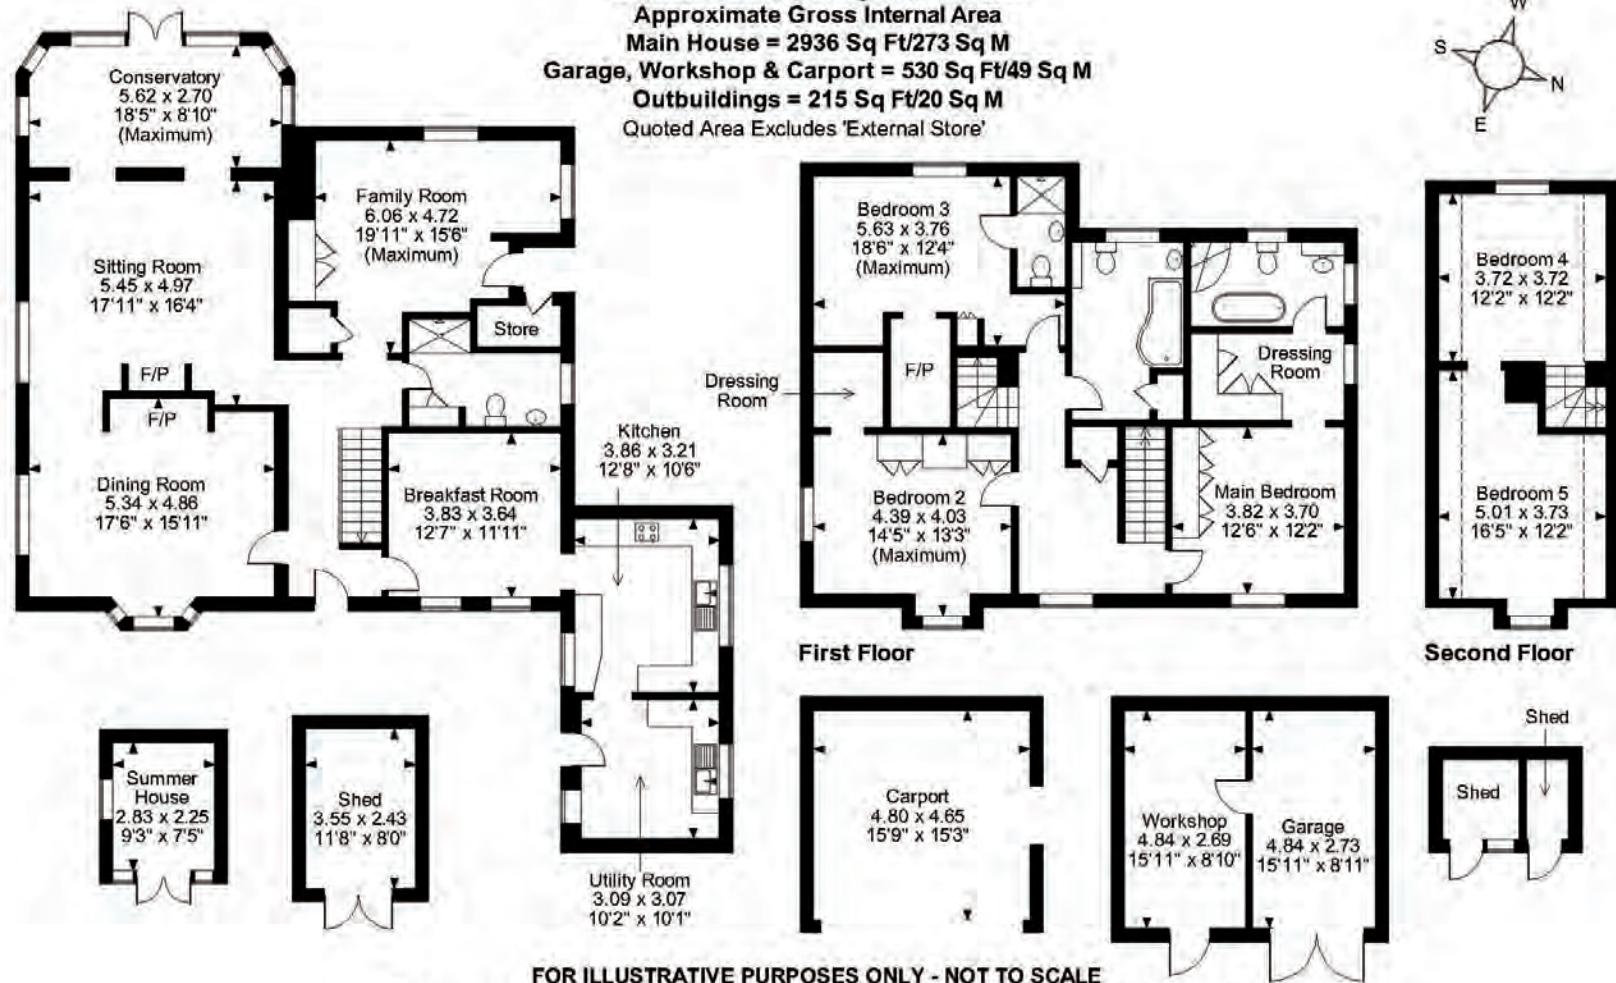 Approximate Gross Internal Area
Main House = 2936 Sq Ft/273 Sq M
Garage, Workshop & Carport = 530 Sq Ft/49 Sq M
Outbuildings = 215 Sq Ft/20 Sq M
Quoted Area Excludes 'External Store'
W
S
N
E
Conservatory
5.62 x 2.70
18'5" x 8'10"
(Maximum)
Family Room
6.06 x 4.72
19'11" x 15'6"
(Maximum)
Sitting Room
5.45 x 4.97
17'11" x 16'4"
Store
F/P
F/P
Dining Room
5.34 x 4.86
17'6" x 15'11"
Breakfast Room
3.83 x 3.64
12'7" x 11'11"
Kitchen
3.86 x 3.21
12'8" x 10'6"
Utility Room
3.09 x 3.07
10'2" x 10'1"
Bedroom 3
5.63 x 3.76
18'6" x 12'4"
(Maximum)
F/P
Dressing
Room
Dressing
Room
Bedroom 2
4.39 x 4.03
14'5" x 13'3"
(Maximum)
Main Bedroom
3.82 x 3.70
12'6" x 12'2"
First Floor
Bedroom 4
3.72 x 3.72
12'2" x 12'2"
Bedroom 5
5.01 x 3.73
16'5" x 12'2"
Second Floor
Summer
House
2.83 x 2.25
9'3" x 7'5"
Shed
3.55 x 2.43
11'8" x 8'0"
Carport
4.80 x 4.65
15'9" x 15'3"
Workshop
4.84 x 2.69
15'11" x 8'10"
Garage
4.84 x 2.73
15'11" x 8'11"
Shed
Shed
FOR ILLUSTRATIVE PURPOSES ONLY - NOT TO SCALE